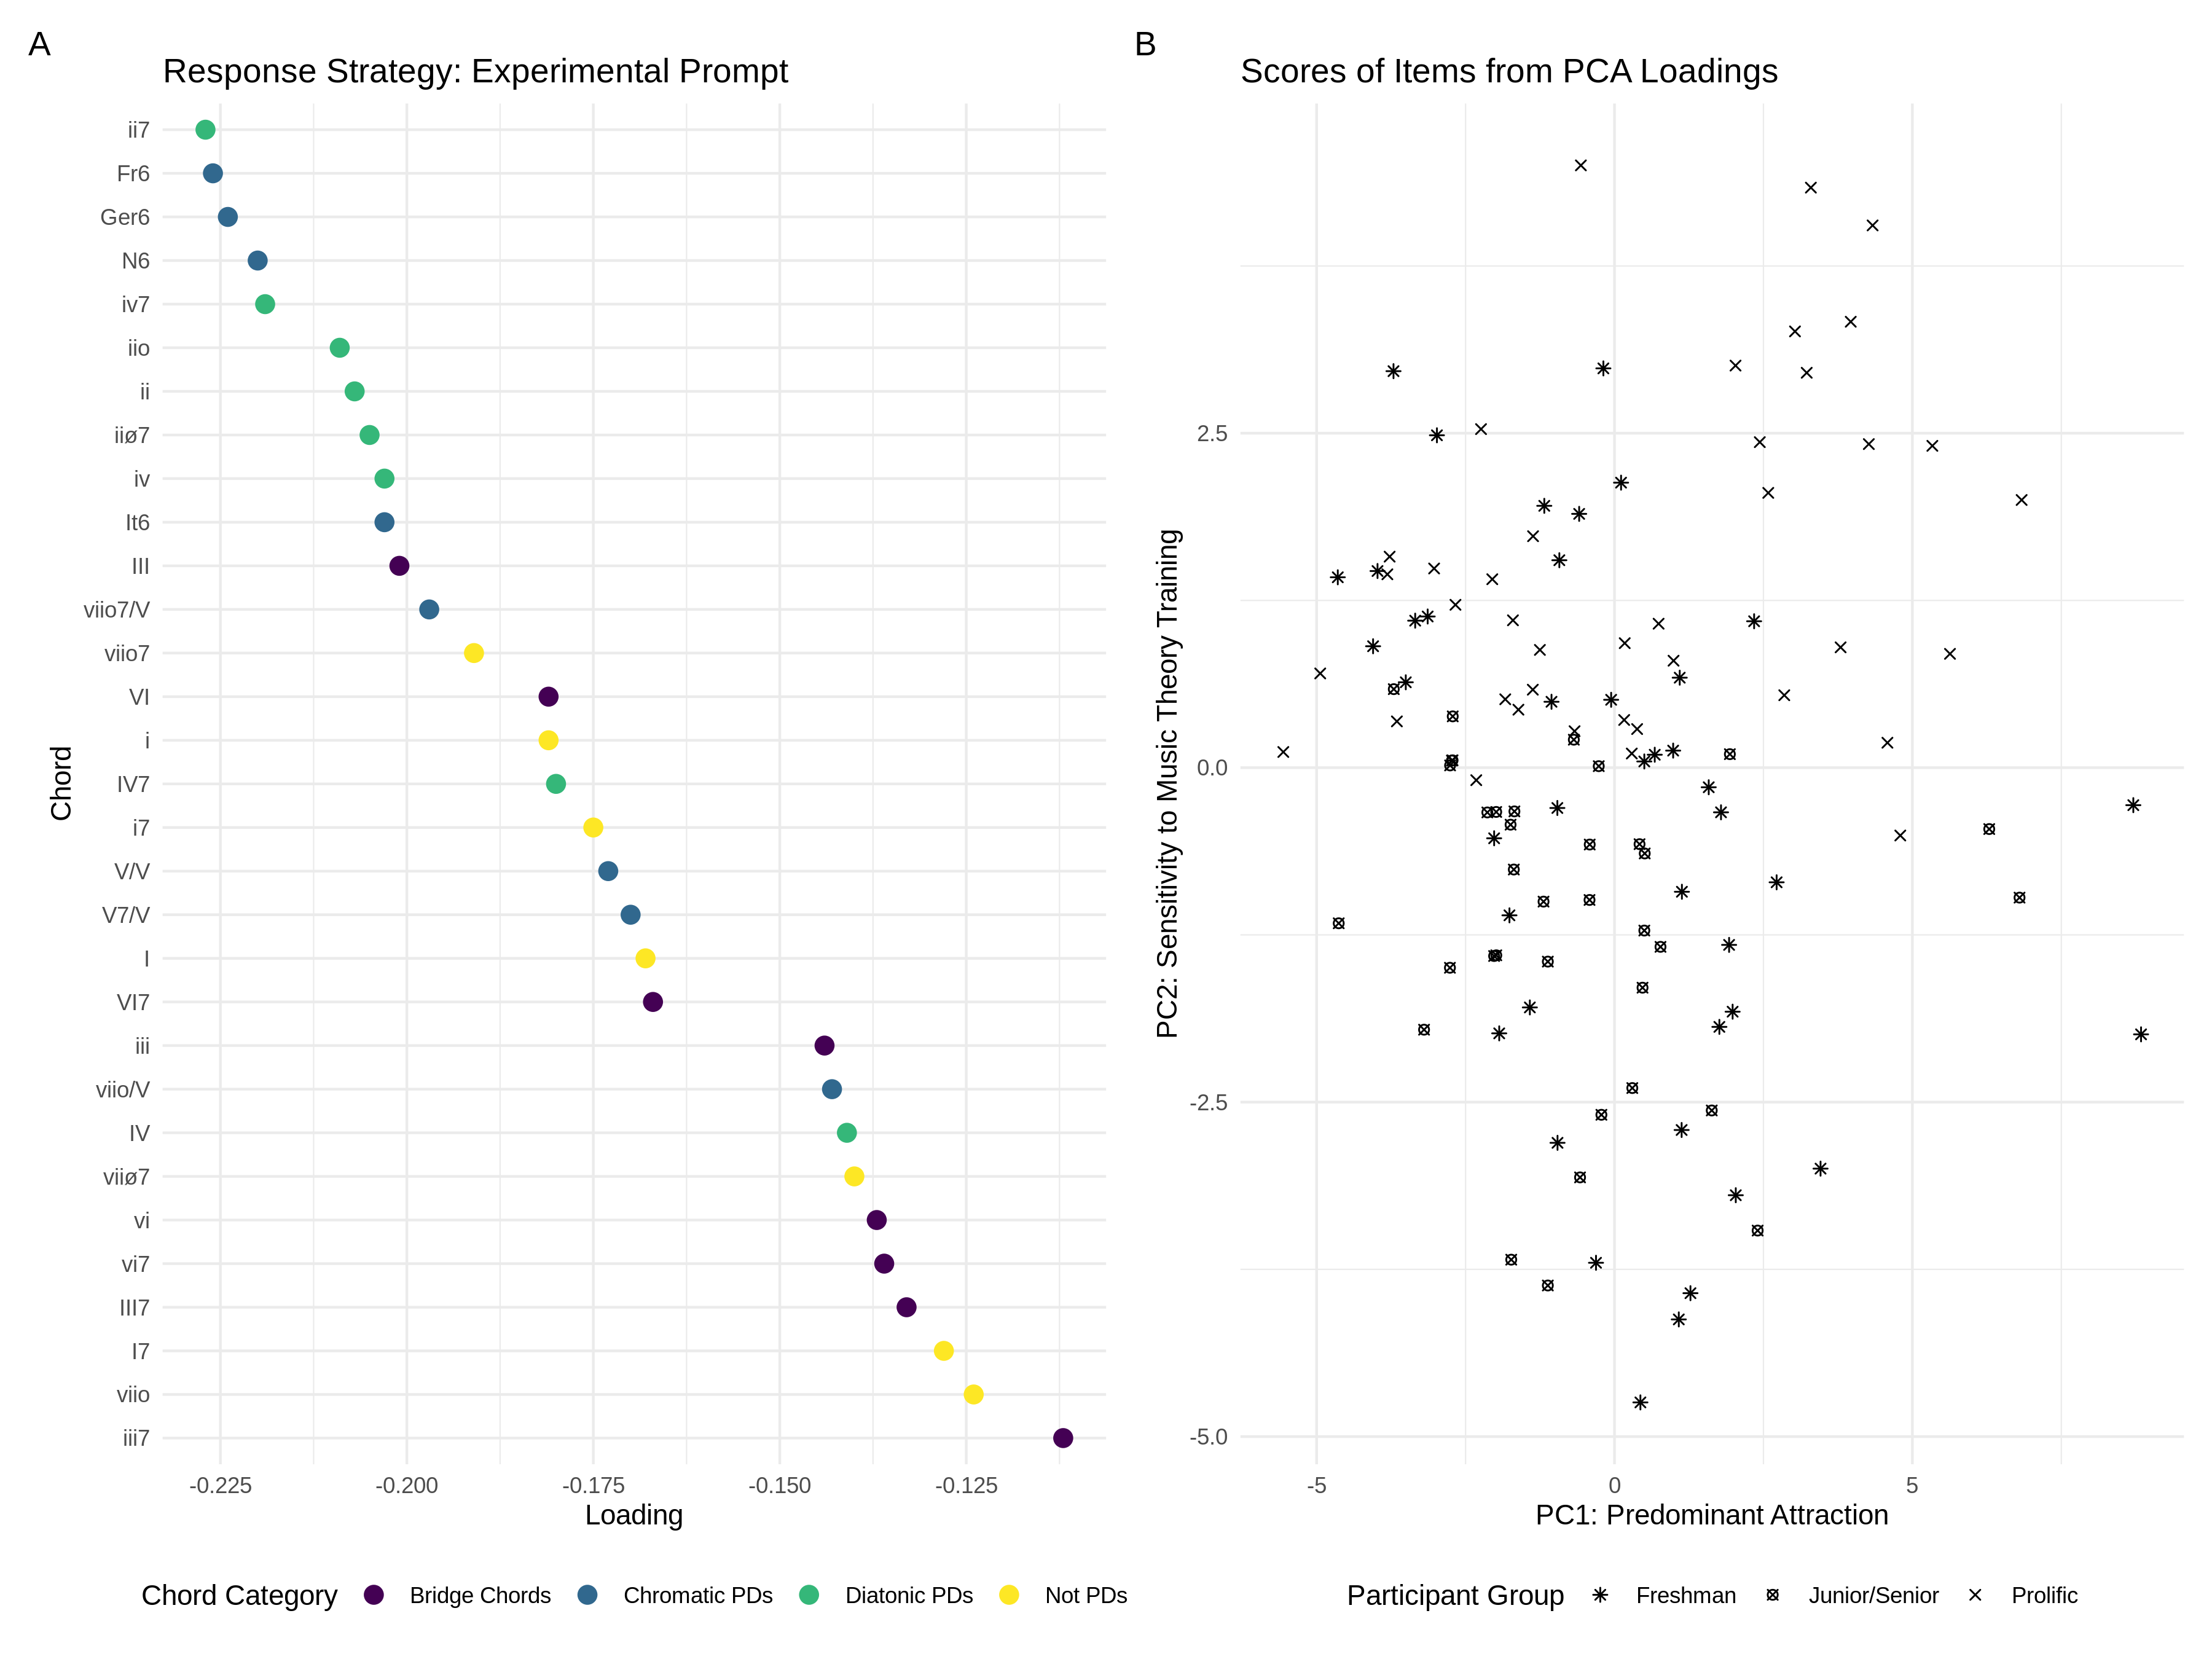 A
Response Strategy: Experimental Prompt
ii7
Fr6
Ger6
N6
iv7
iio
ii
iiø7
iv
It6
III
viio7/V
viio7
VI
i
IV7
i7
V/V
V7/V
I
VI7
iii
viio/V
IV
viiø7
vi
vi7
III7
I7
viio
iii7
Chord
-0.225 -0.200 -0.175 -0.150 -0.125
Loading
Chord Category Bridge Chords Chromatic PDs Diatonic PDs Not PDs
B
Scores of Items from PCA Loadings
2.5
0.0
-2.5
-5.0
PC2: Sensitivity to Music Theory Training
-5 0 5
PC1: Predominant Attraction
Participant Group Freshman Junior/Senior Prolific